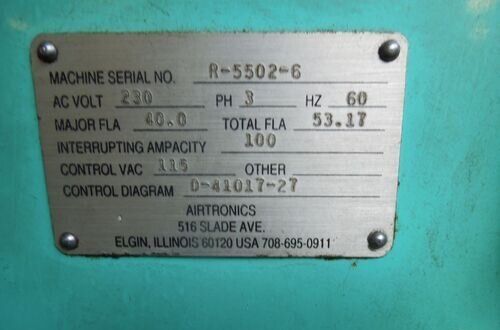 MACHINE SERIAL NO. R-5502-6
AC VOLT 230 PH 3 HZ 60
MAJOR FLA 40.0 TOTAL FLA 53.17
INTERRUPTING AMPACITY 100
CONTROL VAC 115 OTHER
CONTROL DIAGRAM D-41017-27
AIRTRONICS
516 SLADE AVE.
ELGIN, ILLINOIS 60120 USA 708-695-0911